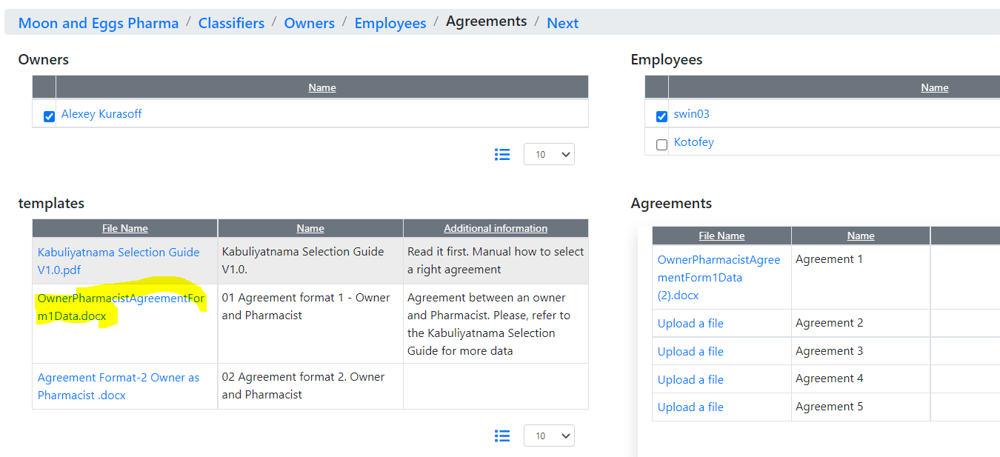 Moon and Eggs Pharma / Classifiers / Owners / Employees / Agreements / Next
Owners
Name
Alexey Kurasoff
10
Employees
Name
swin03
Kotofey
templates
File Name Name Additional information
Kabuliyatnama Selection Guide
V1.0.pdf
Kabuliyatnama Selection Guide
V1.0.
Read it first. Manual how to select
a right agreement
OwnerPharmacistAgreementFor
m1Data.docx
01 Agreement format 1 - Owner
and Pharmacist
Agreement between an owner
and Pharmacist. Please, refer to
the Kabuliyatnama Selection
Guide for more data
Agreement Format-2 Owner as
Pharmacist .docx
02 Agreement format 2. Owner
and Pharmacist
10
Agreements
File Name Name
OwnerPharmacistAgree
mentForm1Data
(2).docx
Agreement 1
Upload a file Agreement 2
Upload a file Agreement 3
Upload a file Agreement 4
Upload a file Agreement 5